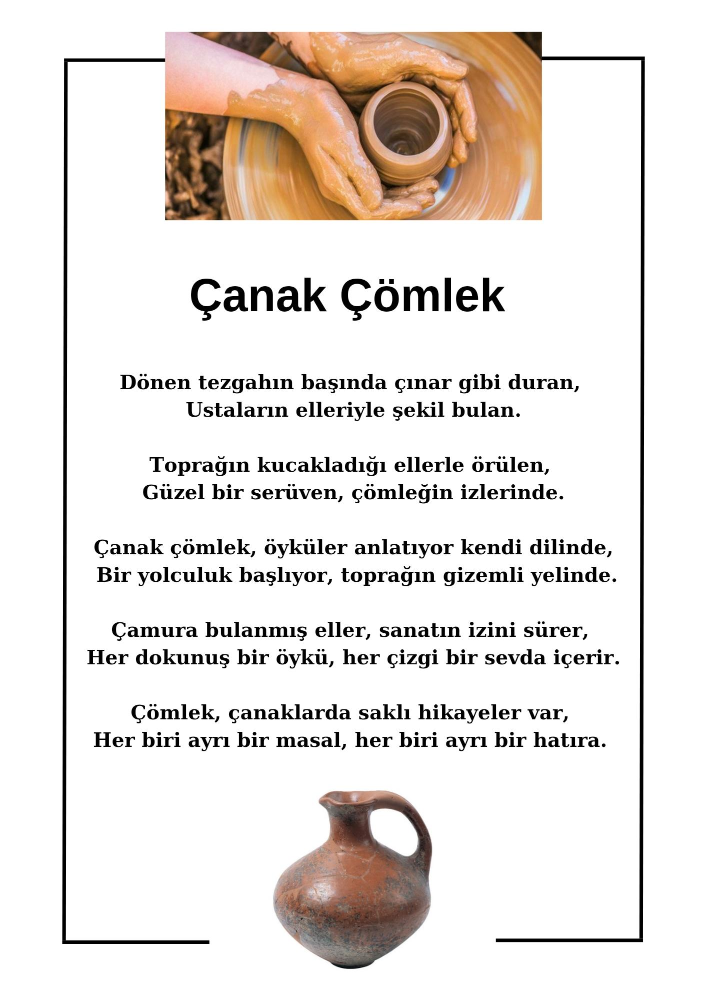 Çanak Çömlek
Dönen tezgahın başında çınar gibi duran,
Ustaların elleriyle şekil bulan.
Toprağın kucakladığı ellerle örülen,
Güzel bir serüven, çömleğin izlerinde.
Çanak çömlek, öyküler anlatıyor kendi dilinde,
Bir yolculuk başlıyor, toprağın gizemli yelinde.
Çamura bulanmış eller, sanatın izini sürer,
Her dokunuş bir öykü, her çizgi bir sevda içerir.
Çömlek, çanaklarda saklı hikayeler var,
Her biri ayrı bir masal, her biri ayrı bir hatıra.